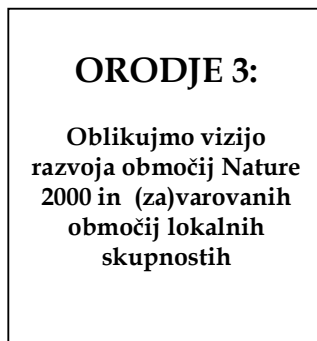 ORODJE 3:
Oblikujmo vizijo
razvoja območij Nature
2000 in (za)varovanih
območij lokalnih
skupnostih